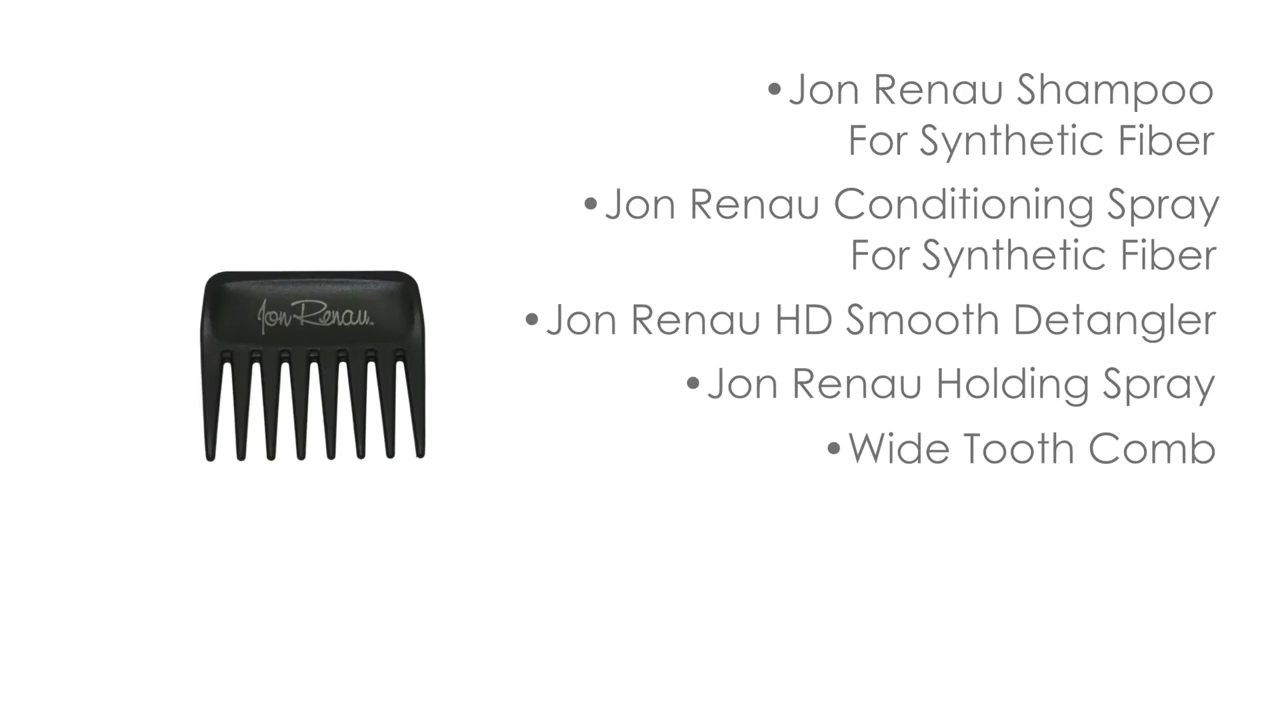 Jon Renau
•Jon Renau Shampoo
For Synthetic Fiber
•Jon Renau Conditioning Spray
For Synthetic Fiber
•Jon Renau HD Smooth Detangler
•Jon Renau Holding Spray
•Wide Tooth Comb